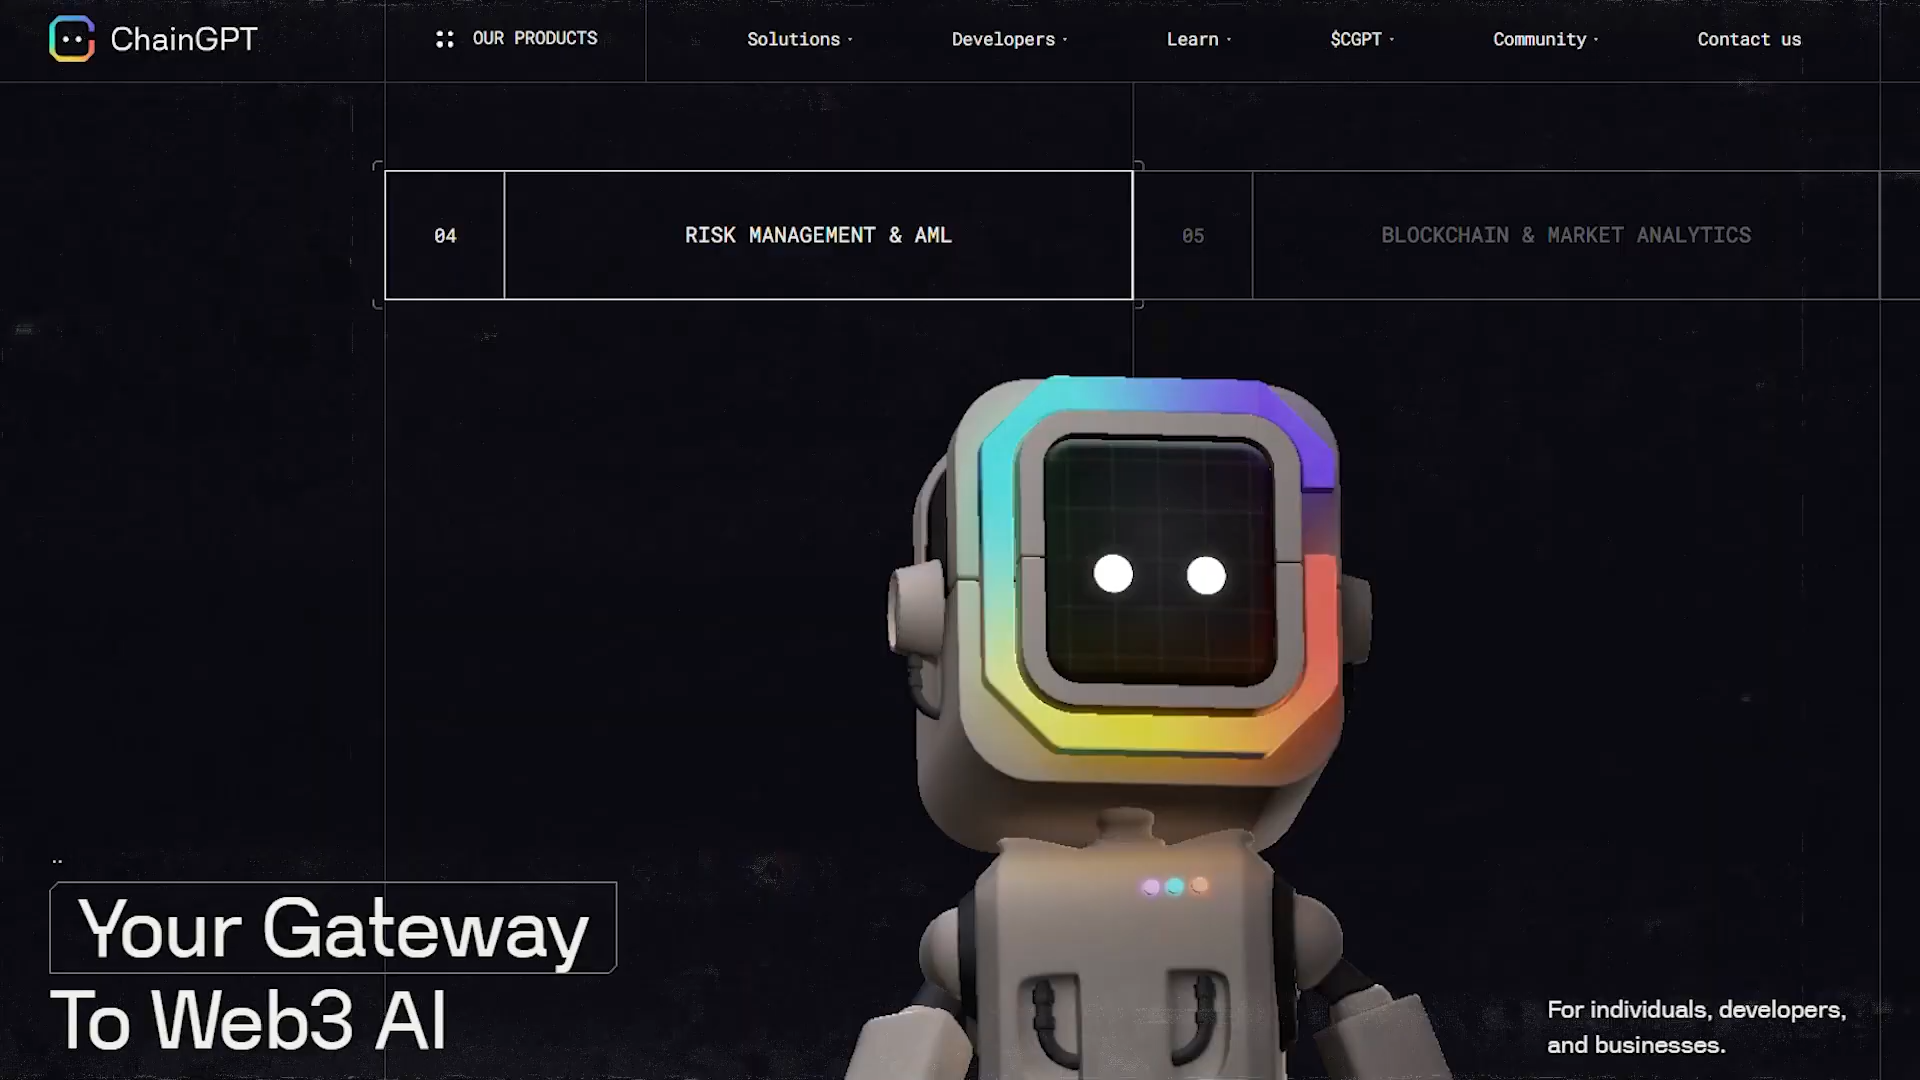 ChainGPT
OUR PRODUCTS
Solutions
Developers
Learn
$CGPT
Community
Contact us
04
RISK MANAGEMENT & AML
05
BLOCKCHAIN & MARKET ANALYTICS
Your Gateway
To Web3 AI
For individuals, developers,
and businesses.